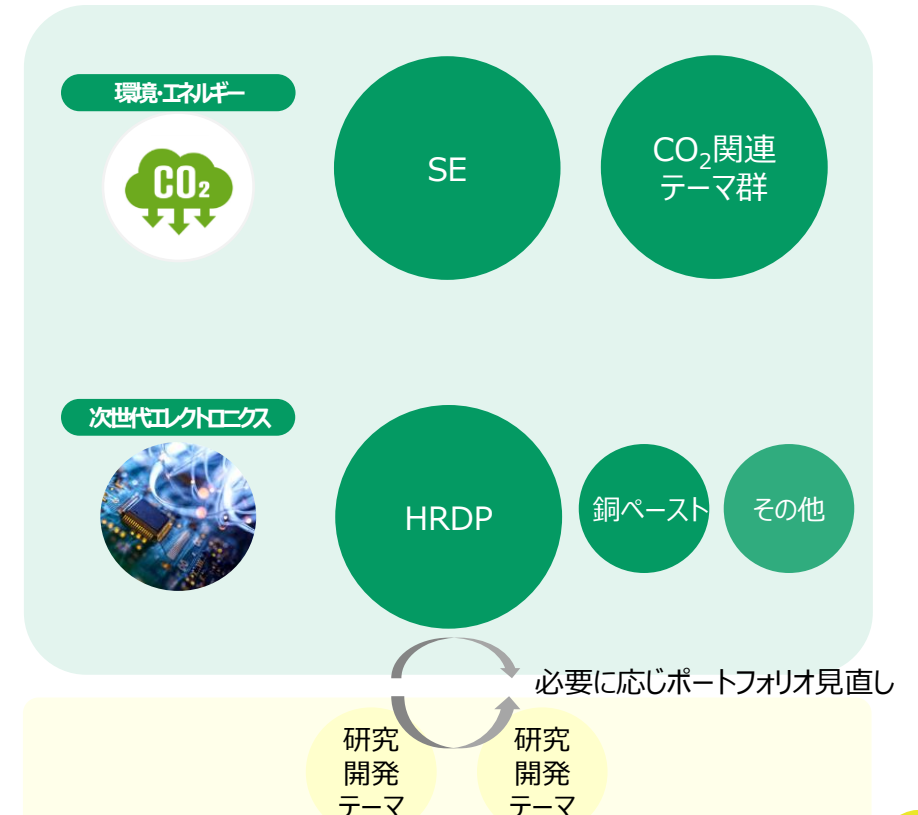 環境・エネルギー
CO₂
SE
CO₂関連
テーマ群
次世代エレクトロニクス
HRDP
銅ペースト
その他
必要に応じポートフォリオ見直し
研究
開発
テーマ
研究
開発
テーマ